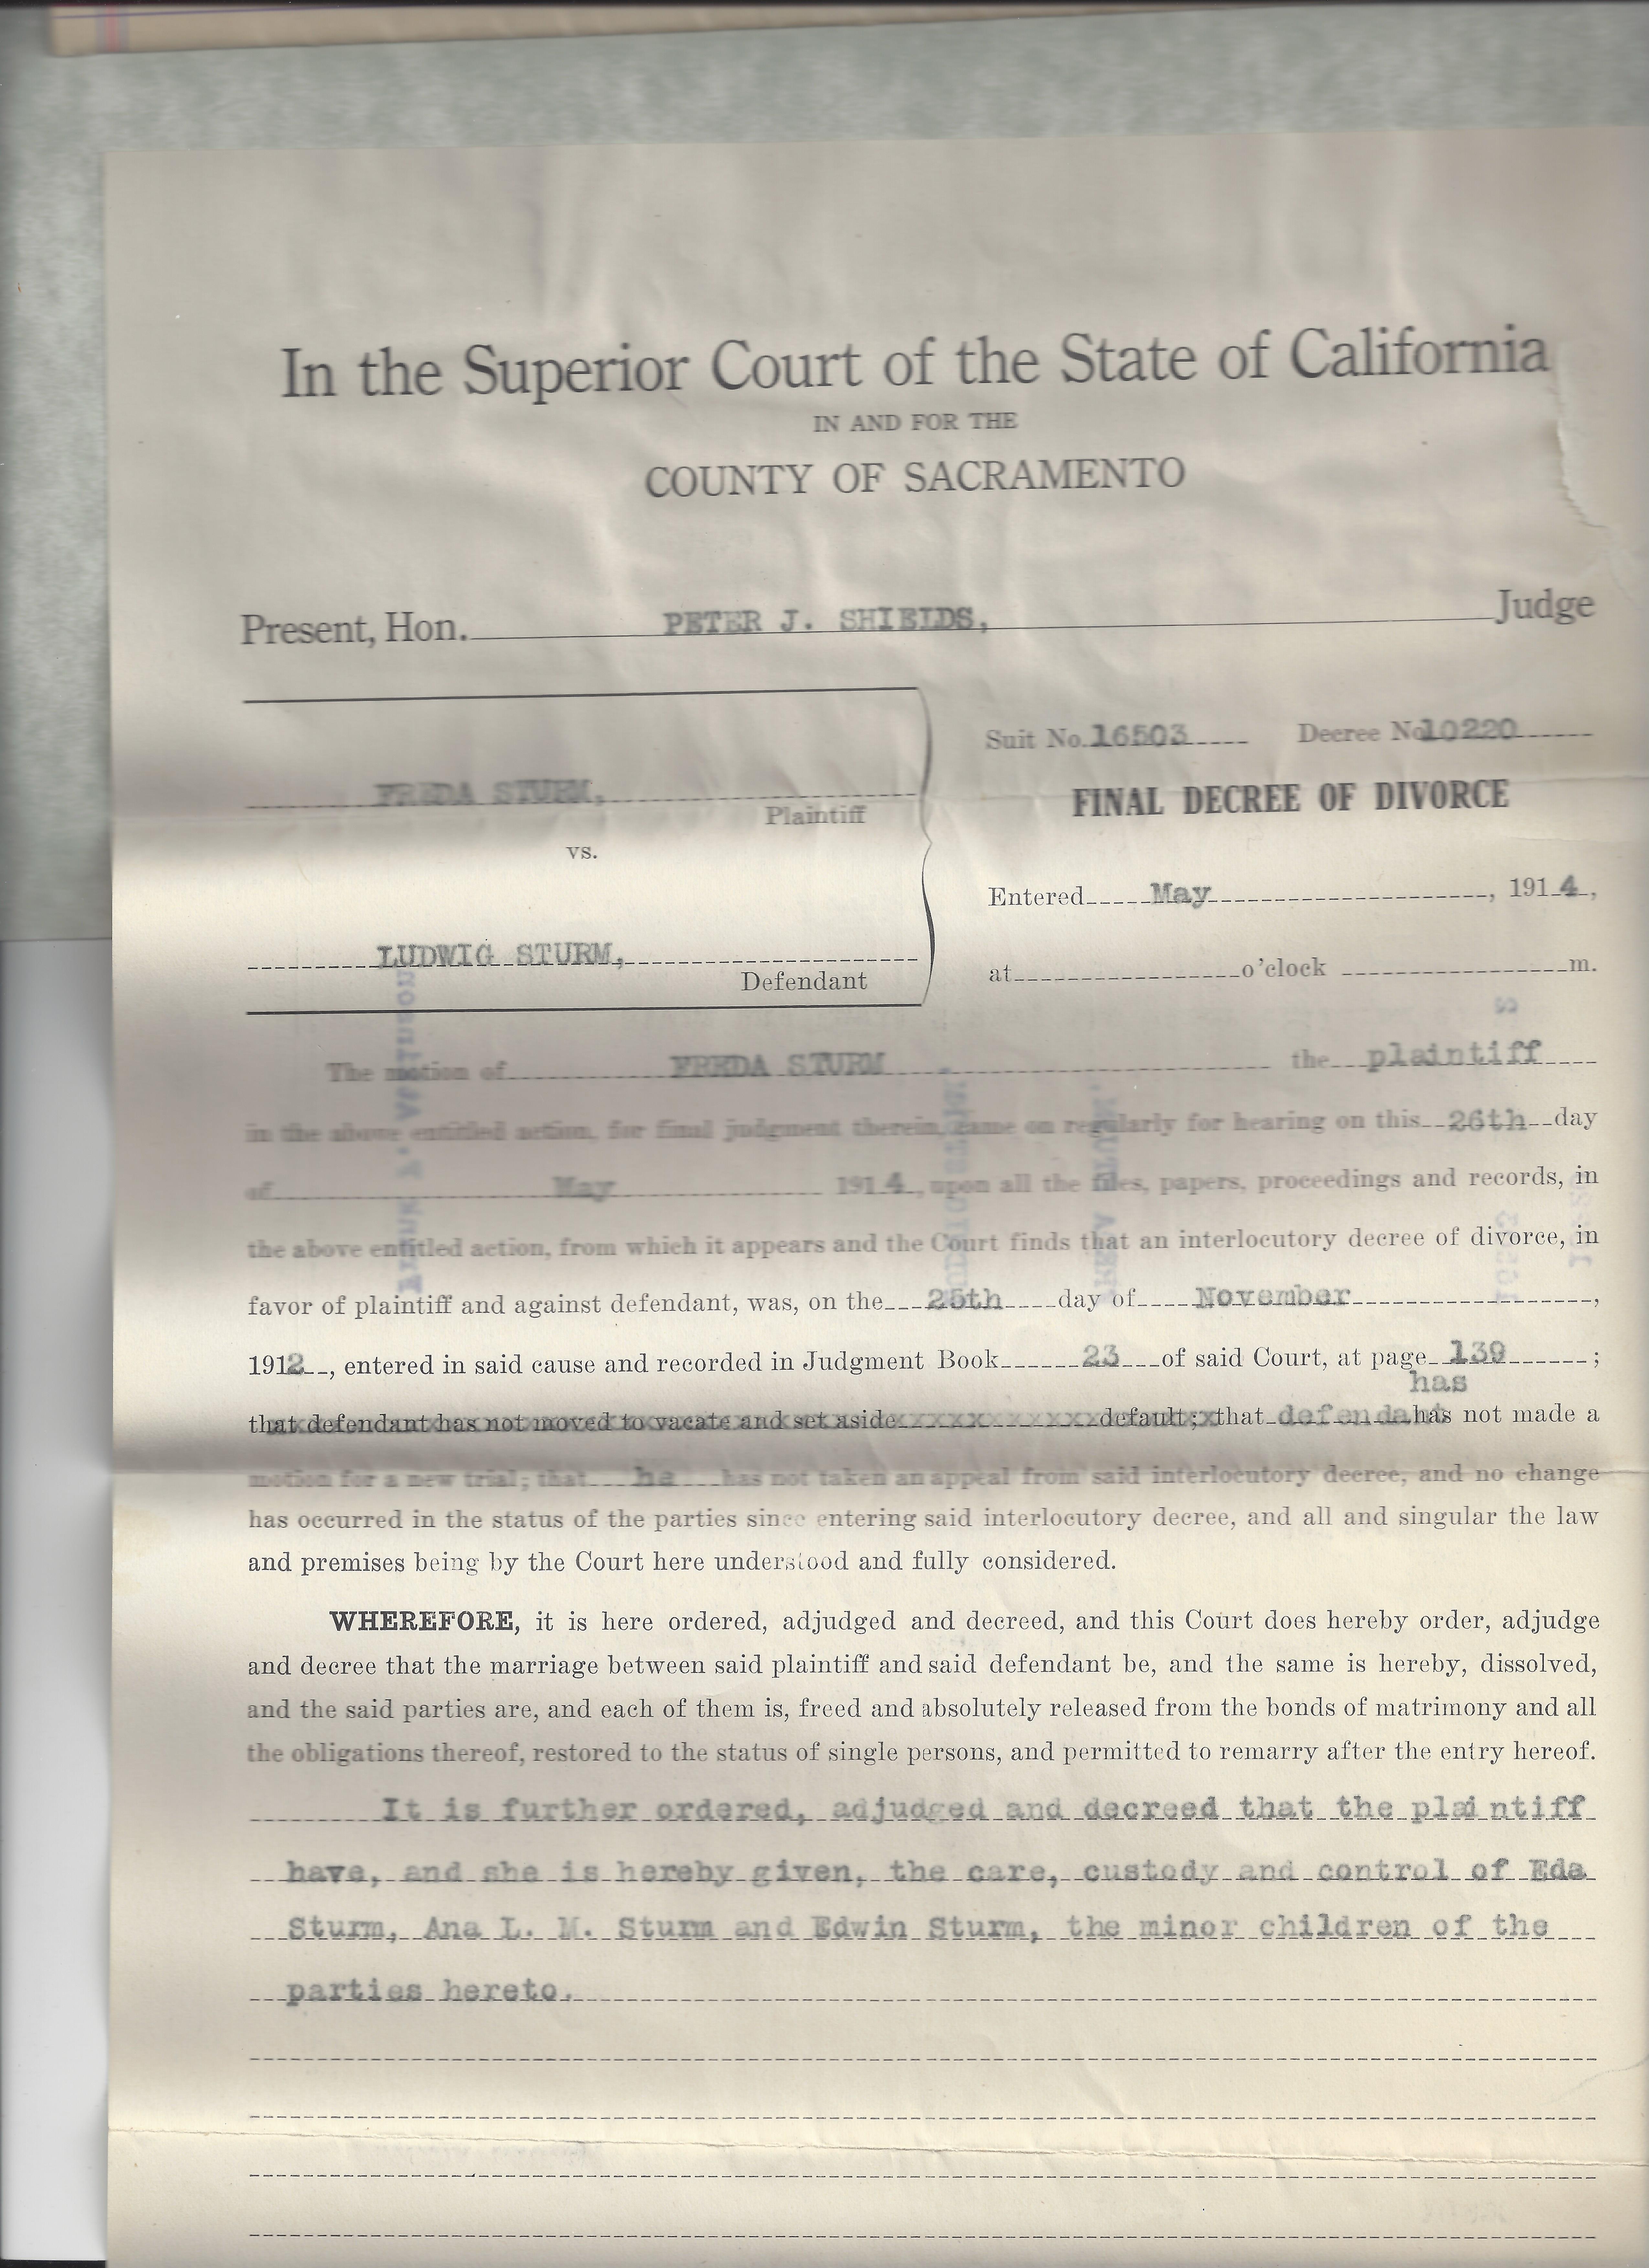 In the Superior Court of the State of California
IN AND FOR THE
COUNTY OF SACRAMENTO
Present, Hon. PETER J. SHIELDS, Judge
Suit No. 16503 Decree No 10220
FREDA STURM,
Plaintiff
FINAL DECREE OF DIVORCE
vs.
Entered May , 1914,
LUDWIG STURM,
Defendant
at o'clock m.
The motion of FREDA STURM the plaintiff
in the above entitled action, for final judgment therein, came on regularly for hearing on this 26th day
of May 1914, upon all the files, papers, proceedings and records, in
the above entitled action, from which it appears and the Court finds that an interlocutory decree of divorce, in
favor of plaintiff and against defendant, was, on the 25th day of November ,
1912 , entered in said cause and recorded in Judgment Book 23 of said Court, at page 139 ;
has
that defendant has not moved to vacate and set aside xxxxx xxxxxx default; x that defendant has not made a
motion for a new trial; that he has not taken an appeal from said interlocutory decree, and no change
has occurred in the status of the parties since entering said interlocutory decree, and all and singular the law
and premises being by the Court here understood and fully considered.
WHEREFORE, it is here ordered, adjudged and decreed, and this Court does hereby order, adjudge
and decree that the marriage between said plaintiff and said defendant be, and the same is hereby, dissolved,
and the said parties are, and each of them is, freed and absolutely released from the bonds of matrimony and all
the obligations thereof, restored to the status of single persons, and permitted to remarry after the entry hereof.
It is further ordered, adjudged and decreed that the plaintiff
have, and she is hereby given, the care, custody and control of Eda
Sturm, Ana L. M. Sturm and Edwin Sturm, the minor children of the
parties hereto.